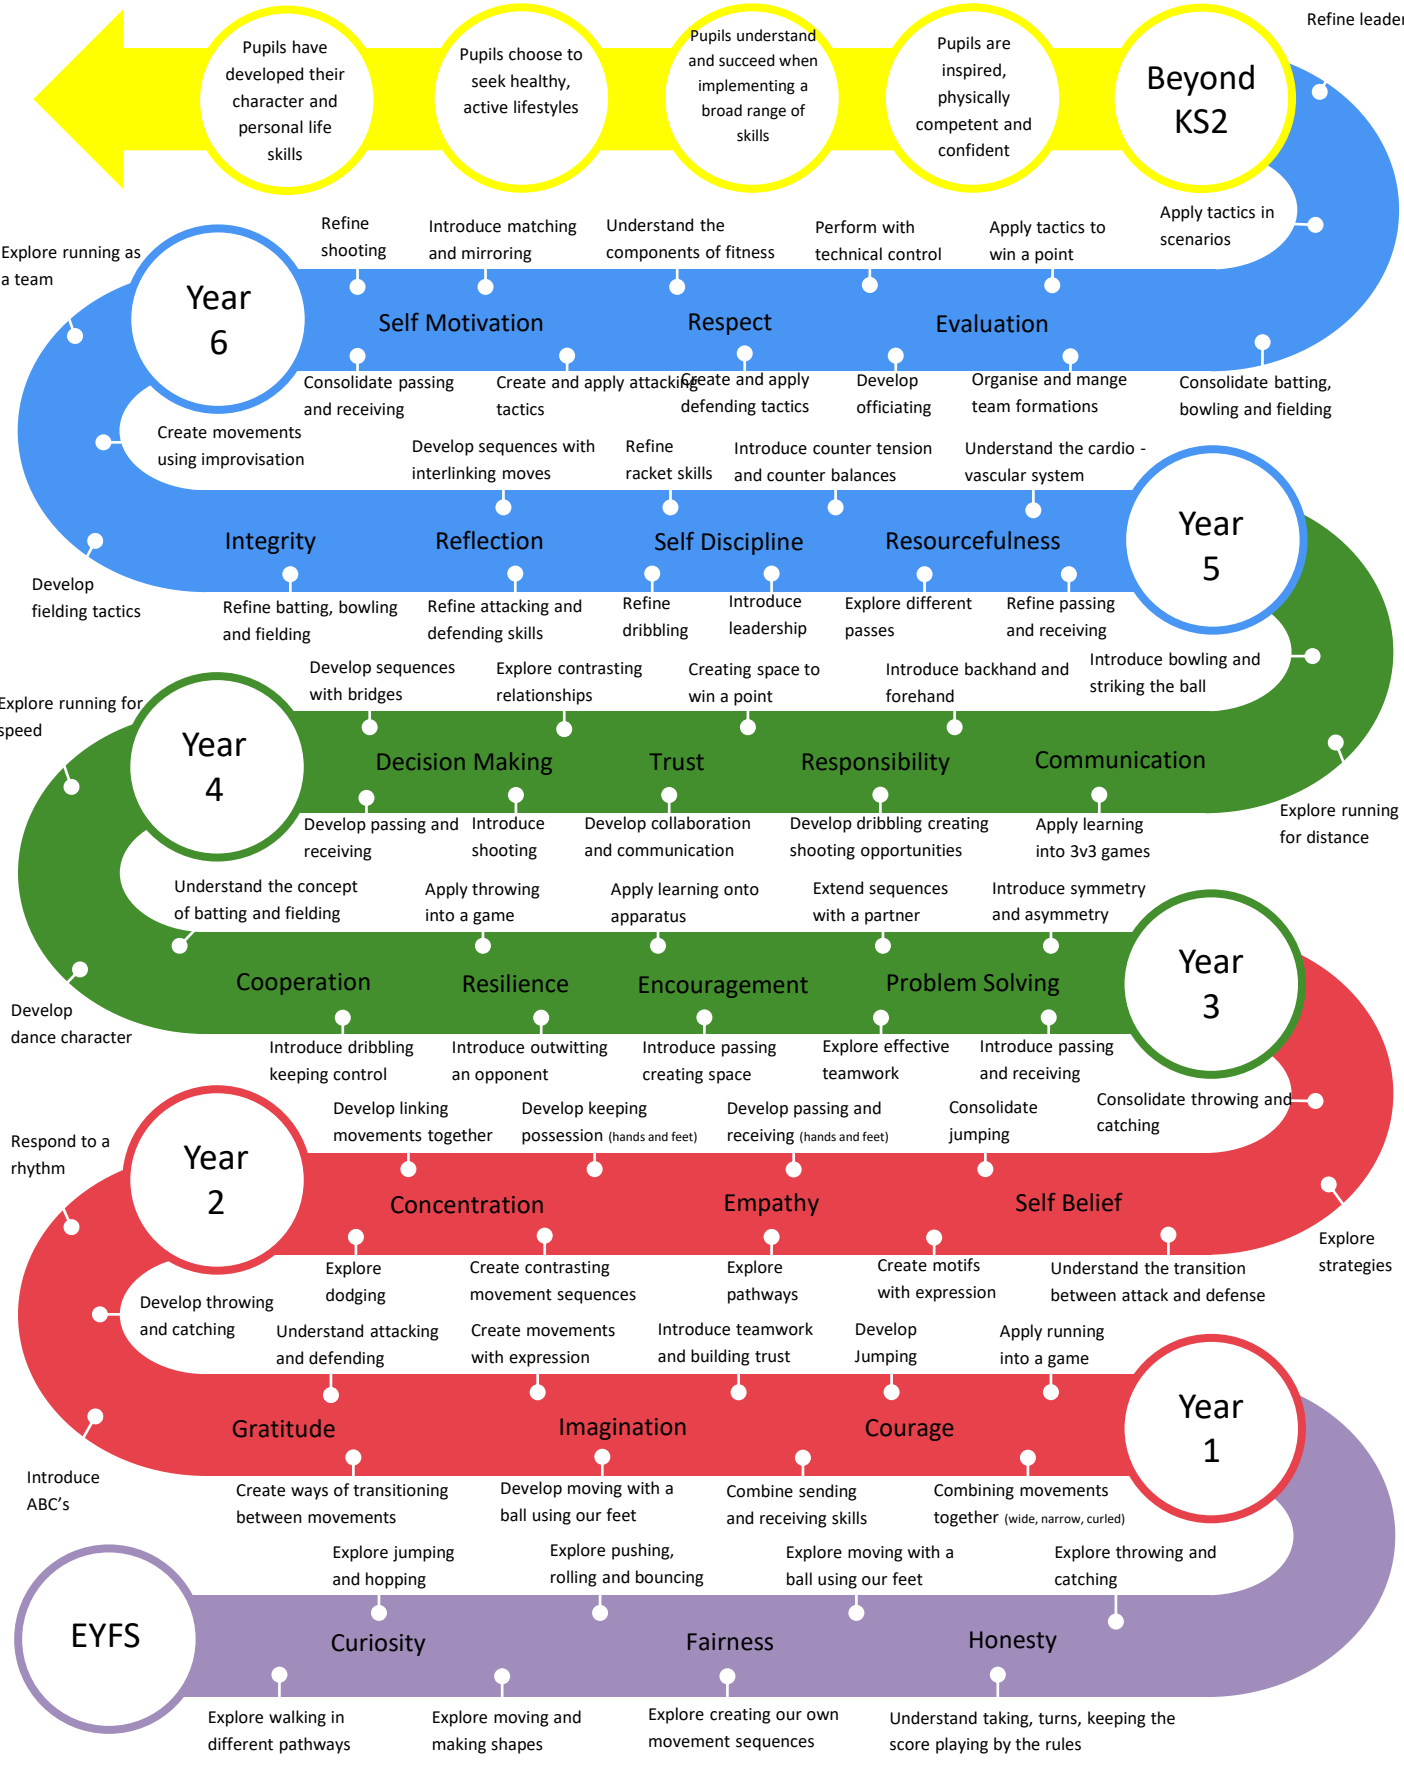 Refine leader
Pupils have
developed their
character and
personal life
skills
Pupils choose to
seek healthy,
active lifestyles
Pupils understand
and succeed when
implementing a
broad range of
skills
Pupils are
inspired,
physically
competent and
confident
Beyond
KS2
Refine
shooting
Introduce matching
and mirroring
Understand the
components of fitness
Perform with
technical control
Apply tactics to
win a point
Apply tactics in
scenarios
Explore running as
a team
Year
6
Self Motivation
Respect
Evaluation
Consolidate passing
and receiving
Create and apply attacking
tactics
Create and apply
defending tactics
Develop
officiating
Organise and mange
team formations
Consolidate batting,
bowling and fielding
Create movements
using improvisation
Develop sequences with
interlinking moves
Refine
racket skills
Introduce counter tension
and counter balances
Understand the cardio -
vascular system
Year
5
Integrity
Reflection
Self Discipline
Resourcefulness
Develop
fielding tactics
Refine batting, bowling
and fielding
Refine attacking and
defending skills
Refine
dribbling
Introduce
leadership
Explore different
passes
Refine passing
and receiving
Introduce bowling and
striking the ball
Develop sequences
with bridges
Explore contrasting
relationships
Creating space to
win a point
Introduce backhand and
forehand
Explore running for
speed
Year
4
Decision Making
Trust
Responsibility
Communication
Develop passing and
receiving
Introduce
shooting
Develop collaboration
and communication
Develop dribbling creating
shooting opportunities
Apply learning
into 3v3 games
Explore running
for distance
Understand the concept
of batting and fielding
Apply throwing
into a game
Apply learning onto
apparatus
Extend sequences
with a partner
Introduce symmetry
and asymmetry
Year
3
Cooperation
Resilience
Encouragement
Problem Solving
Develop
dance character
Introduce dribbling
keeping control
Introduce outwitting
an opponent
Introduce passing
creating space
Explore effective
teamwork
Introduce passing
and receiving
Consolidate throwing and
catching
Develop linking
movements together
Develop keeping
possession (hands and feet)
Develop passing and
receiving (hands and feet)
Consolidate
jumping
Respond to a
rhythm
Year
2
Concentration
Empathy
Self Belief
Explore
dodging
Create contrasting
movement sequences
Explore
pathways
Create motifs
with expression
Understand the transition
between attack and defense
Explore
strategies
Develop throwing
and catching
Understand attacking
and defending
Create movements
with expression
Introduce teamwork
and building trust
Develop
Jumping
Apply running
into a game
Year
1
Gratitude
Imagination
Courage
Introduce
ABC’s
Create ways of transitioning
between movements
Develop moving with a
ball using our feet
Combine sending
and receiving skills
Combining movements
together (wide, narrow, curled)
Explore jumping
and hopping
Explore pushing,
rolling and bouncing
Explore moving with a
ball using our feet
Explore throwing and
catching
EYFS
Curiosity
Fairness
Honesty
Explore walking in
different pathways
Explore moving and
making shapes
Explore creating our own
movement sequences
Understand taking, turns, keeping the
score playing by the rules